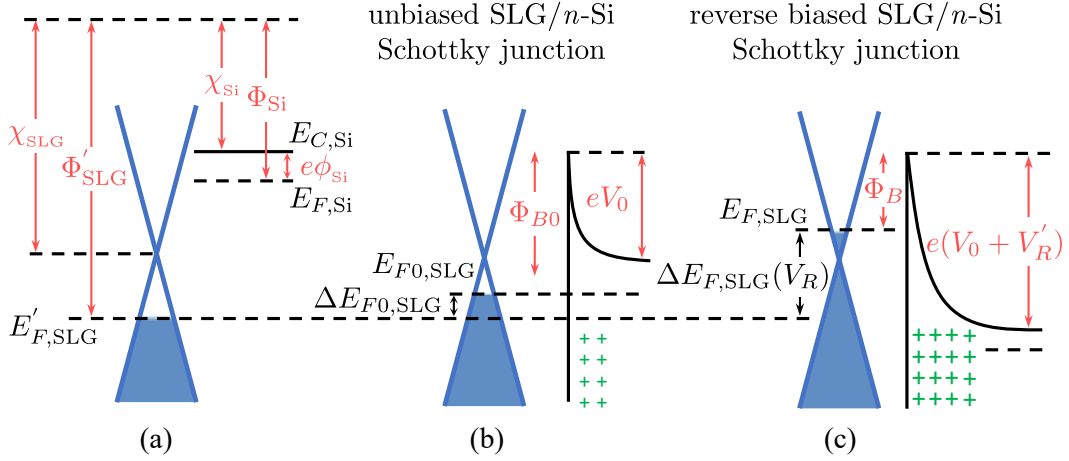 unbiased SLG/n-Si
Schottky junction
reverse biased SLG/n-Si
Schottky junction
χ_SLG
Φ'_SLG
χ_Si
Φ_Si
E_C,Si
eϕ_Si
E_F,Si
E'_F,SLG
(a)
Φ_B0
eV_0
E_F0,SLG
ΔE_F0,SLG
+ +
+ +
+ +
+ +
(b)
Φ_B
E_F,SLG
e(V_0 + V'_R)
ΔE_F,SLG(V_R)
+ + + +
+ + + +
+ + + +
+ + + +
(c)